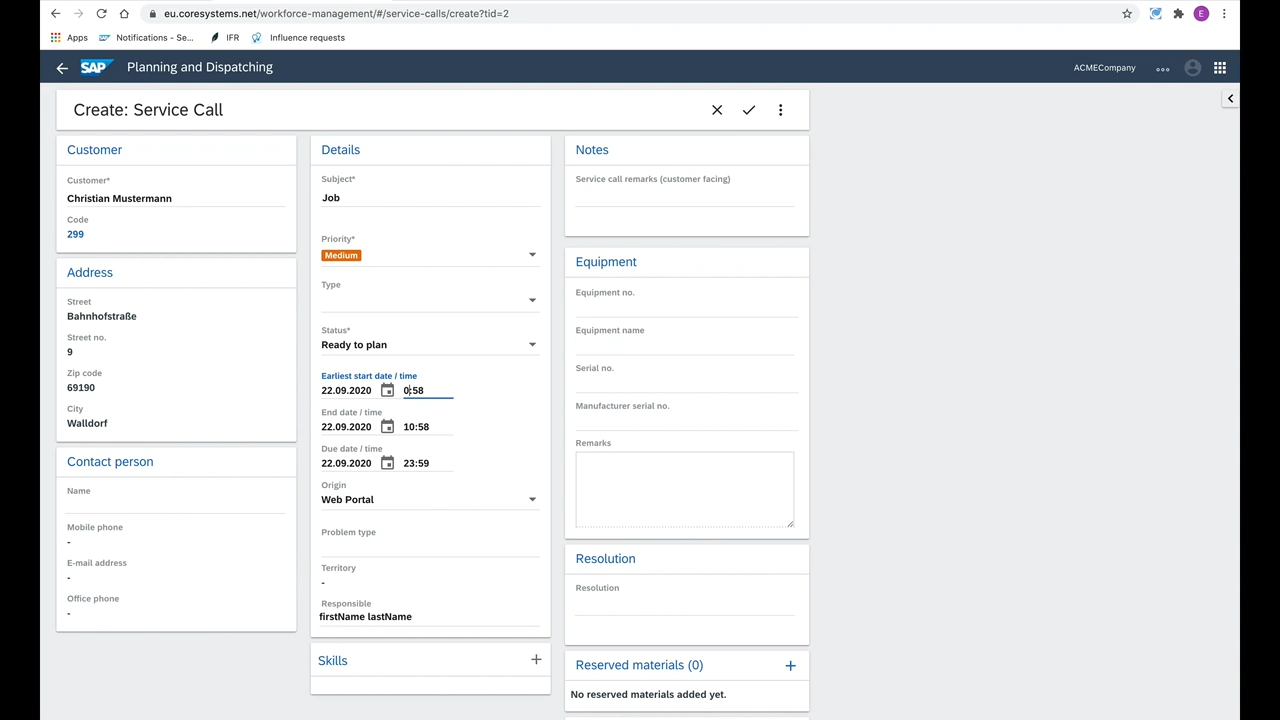 eu.coresystems.net/workforce-management/#/service-calls/create?tid=2
E
Apps
Notifications - Se...
IFR
Influence requests
SAP
Planning and Dispatching
ACMECompany
Create: Service Call
Customer
Customer*
Christian Mustermann
Code
299
Address
Street
Bahnhofstraße
Street no.
9
Zip code
69190
City
Walldorf
Contact person
Name
Mobile phone
-
E-mail address
-
Office phone
-
Details
Subject*
Job
Priority*
Medium
Type
Status*
Ready to plan
Earliest start date / time
22.09.2020 0:58
End date / time
22.09.2020 10:58
Due date / time
22.09.2020 23:59
Origin
Web Portal
Problem type
Territory
-
Responsible
firstName lastName
Skills
Notes
Service call remarks (customer facing)
Equipment
Equipment no.
Equipment name
Serial no.
Manufacturer serial no.
Remarks
Resolution
Resolution
Reserved materials (0)
No reserved materials added yet.